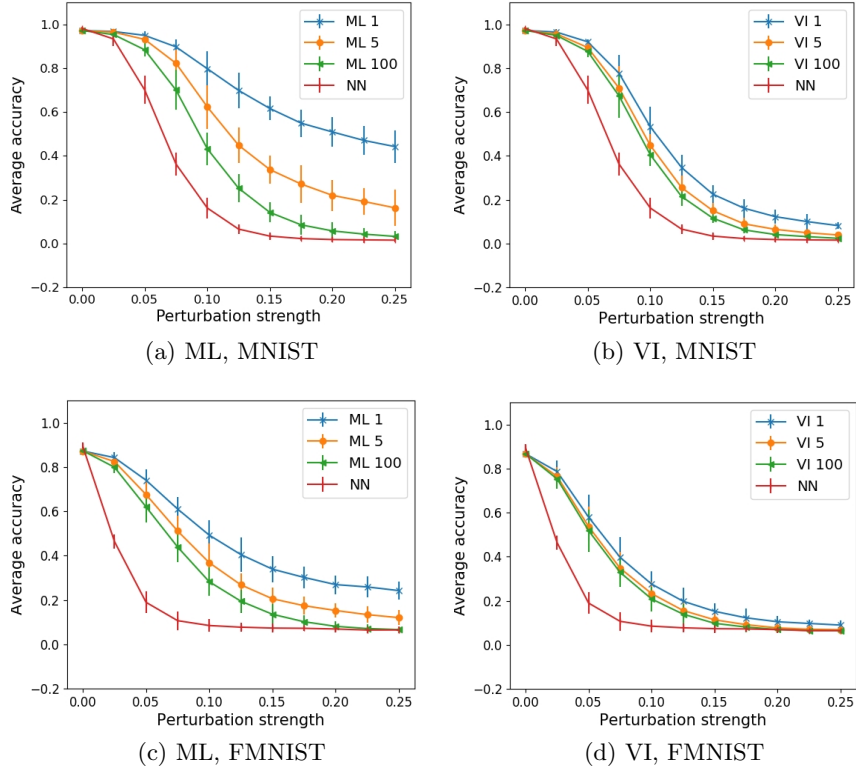 1.0
0.8
0.6
0.4
0.2
0.0
−0.2
Average accuracy
ML 1
ML 5
ML 100
NN
0.00 0.05 0.10 0.15 0.20 0.25
Perturbation strength
(a) ML, MNIST
1.0
0.8
0.6
0.4
0.2
0.0
−0.2
Average accuracy
VI 1
VI 5
VI 100
NN
0.00 0.05 0.10 0.15 0.20 0.25
Perturbation strength
(b) VI, MNIST
1.0
0.8
0.6
0.4
0.2
0.0
−0.2
Average accuracy
ML 1
ML 5
ML 100
NN
0.00 0.05 0.10 0.15 0.20 0.25
Perturbation strength
(c) ML, FMNIST
1.0
0.8
0.6
0.4
0.2
0.0
−0.2
Average accuracy
VI 1
VI 5
VI 100
NN
0.00 0.05 0.10 0.15 0.20 0.25
Perturbation strength
(d) VI, FMNIST